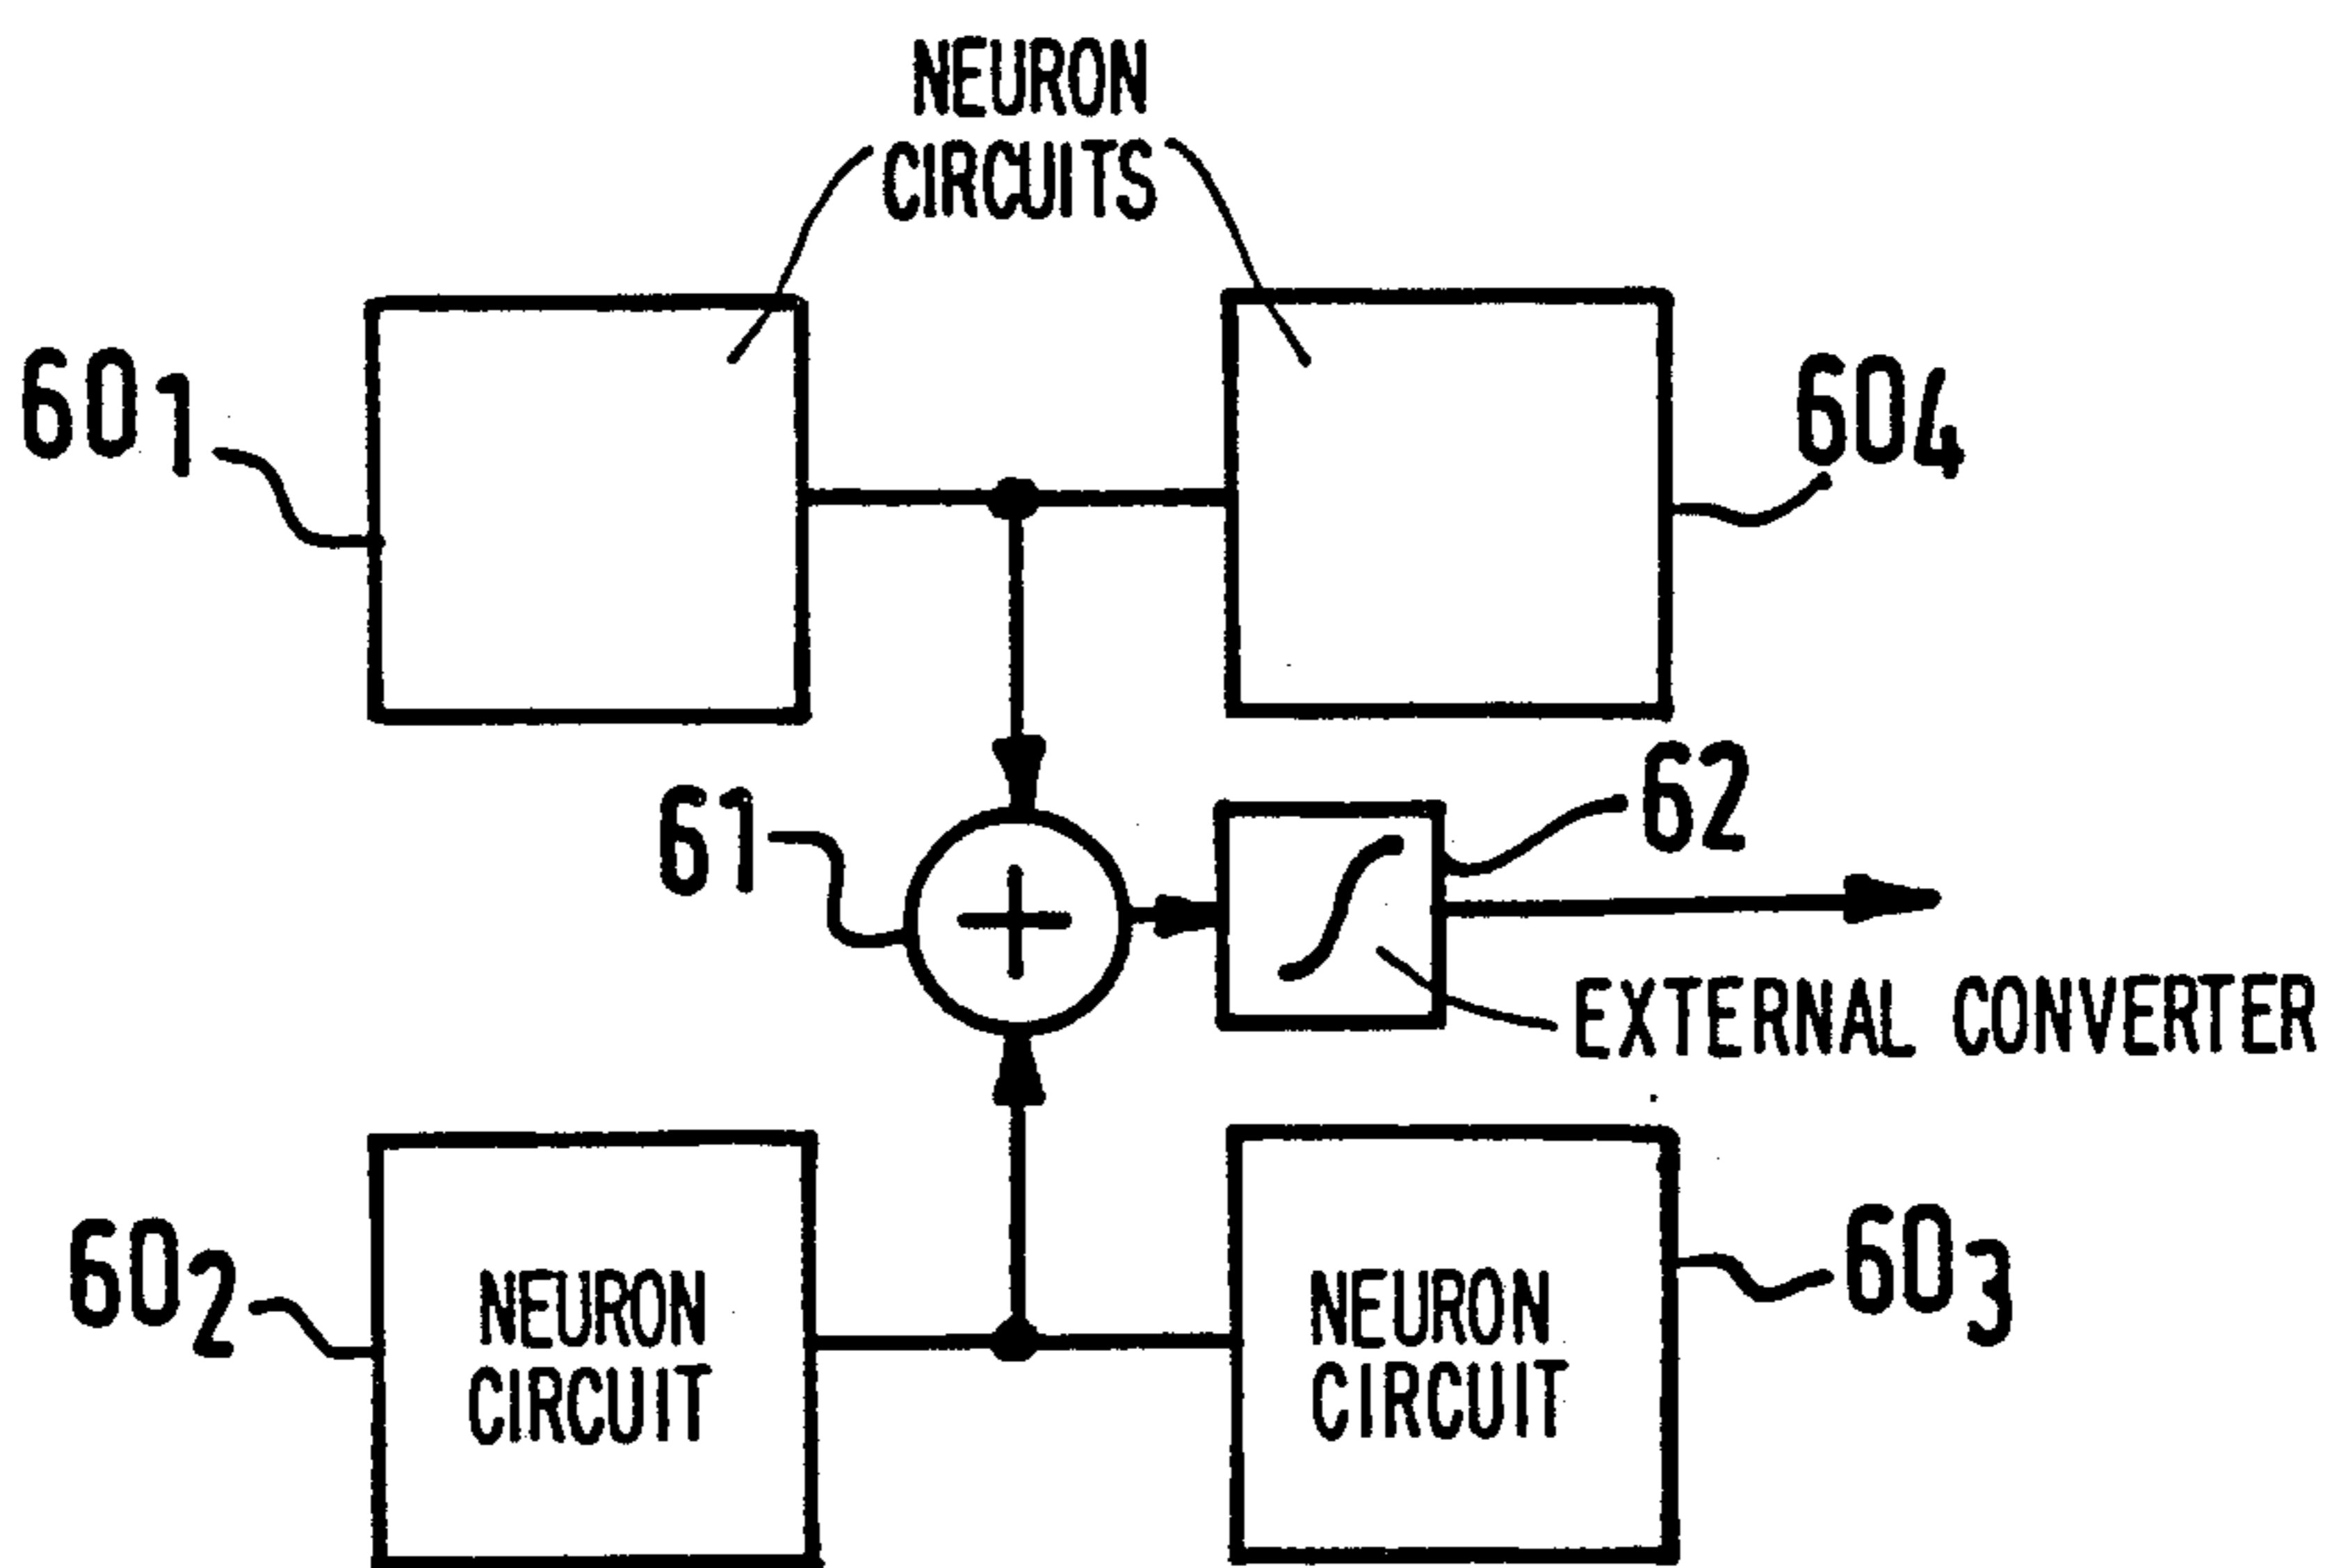 NEURON
CIRCUITS
60₁
60₄
61
62
EXTERNAL CONVERTER
60₂
NEURON
CIRCUIT
NEURON
CIRCUIT
60₃